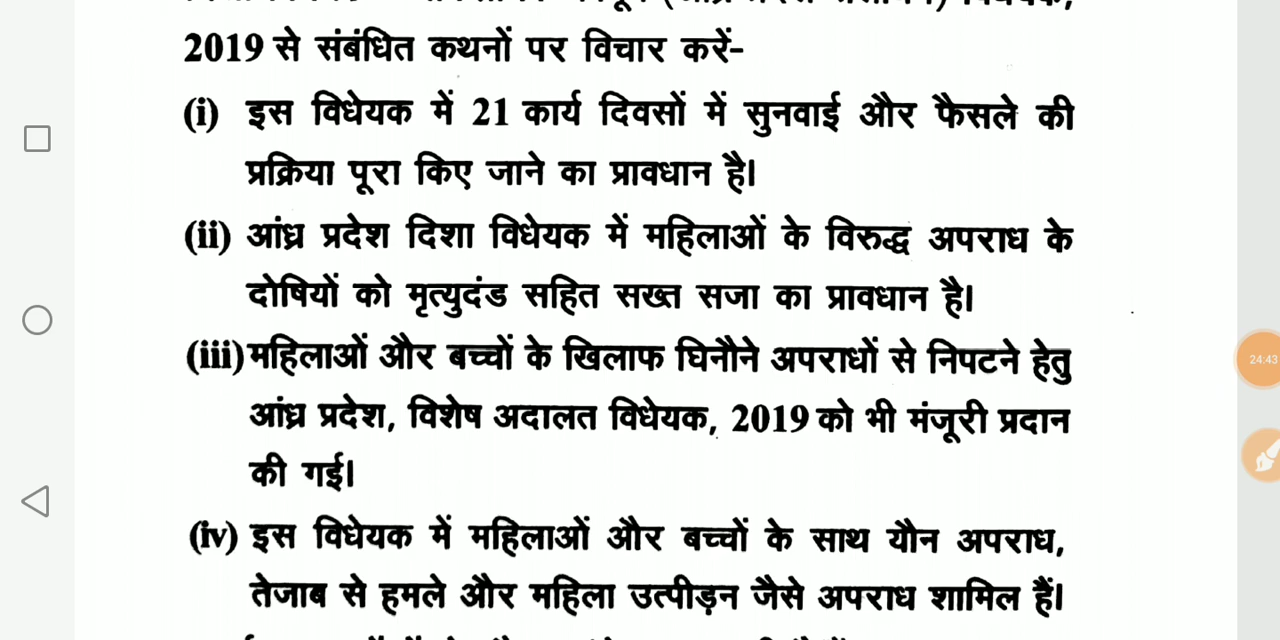 2019 से संबंधित कथनों पर विचार करें-
(i) इस विधेयक में 21 कार्य दिवसों में सुनवाई और फैसले की
प्रक्रिया पूरा किए जाने का प्रावधान है।
(ii) आंध्र प्रदेश दिशा विधेयक में महिलाओं के विरुद्ध अपराध के
दोषियों को मृत्युदंड सहित सख्त सजा का प्रावधान है।
(iii) महिलाओं और बच्चों के खिलाफ घिनौने अपराधों से निपटने हेतु
आंध्र प्रदेश, विशेष अदालत विधेयक, 2019 को भी मंजूरी प्रदान
की गई।
(iv) इस विधेयक में महिलाओं और बच्चों के साथ यौन अपराध,
तेजाब से हमले और महिला उत्पीड़न जैसे अपराध शामिल हैं।
24:43